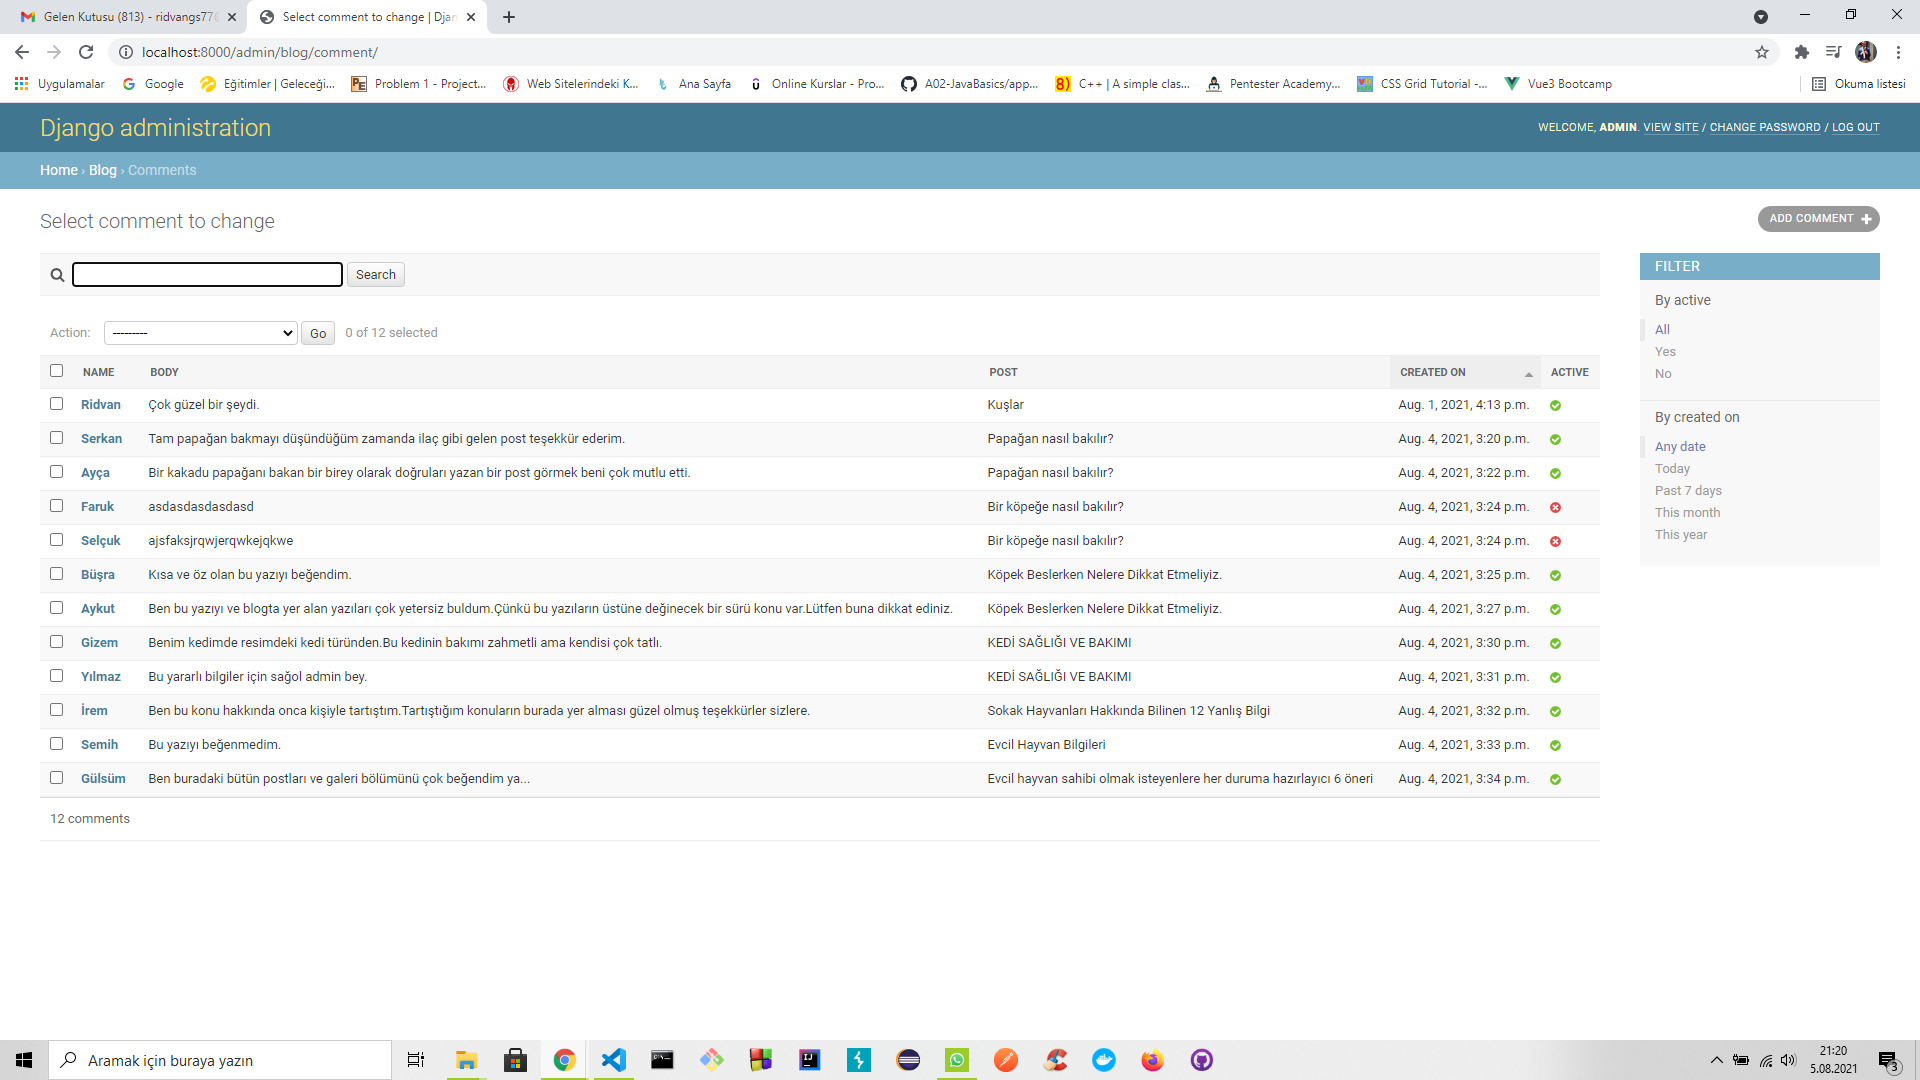 Gelen Kutusu (813) - ridvangs77
Select comment to change | Djan
localhost:8000/admin/blog/comment/
Uygulamalar Google Eğitimler | Geleceği... Problem 1 - Project... Web Sitelerindeki K... Ana Sayfa Online Kurslar - Pro... A02-JavaBasics/app... C++ | A simple clas... Pentester Academy... CSS Grid Tutorial -... Vue3 Bootcamp Okuma listesi
Django administration
WELCOME, ADMIN. VIEW SITE / CHANGE PASSWORD / LOG OUT
Home › Blog › Comments
Select comment to change
ADD COMMENT +
Search
Action: --------- Go 0 of 12 selected
NAME BODY POST CREATED ON ACTIVE
Ridvan Çok güzel bir şeydi. Kuşlar Aug. 1, 2021, 4:13 p.m.
Serkan Tam papağan bakmayı düşündüğüm zamanda ilaç gibi gelen post teşekkür ederim. Papağan nasıl bakılır? Aug. 4, 2021, 3:20 p.m.
Ayça Bir kakadu papağanı bakan bir birey olarak doğruları yazan bir post görmek beni çok mutlu etti. Papağan nasıl bakılır? Aug. 4, 2021, 3:22 p.m.
Faruk asdasdasdasdasd Bir köpeğe nasıl bakılır? Aug. 4, 2021, 3:24 p.m.
Selçuk ajsfaksjrqwjerqwkejqkwe Bir köpeğe nasıl bakılır? Aug. 4, 2021, 3:24 p.m.
Büşra Kısa ve öz olan bu yazıyı beğendim. Köpek Beslerken Nelere Dikkat Etmeliyiz. Aug. 4, 2021, 3:25 p.m.
Aykut Ben bu yazıyı ve blogta yer alan yazıları çok yetersiz buldum.Çünkü bu yazıların üstüne değinecek bir sürü konu var.Lütfen buna dikkat ediniz. Köpek Beslerken Nelere Dikkat Etmeliyiz. Aug. 4, 2021, 3:27 p.m.
Gizem Benim kedimde resimdeki kedi türünden.Bu kedinin bakımı zahmetli ama kendisi çok tatlı. KEDİ SAĞLIĞI VE BAKIMI Aug. 4, 2021, 3:30 p.m.
Yılmaz Bu yararlı bilgiler için sağol admin bey. KEDİ SAĞLIĞI VE BAKIMI Aug. 4, 2021, 3:31 p.m.
İrem Ben bu konu hakkında onca kişiyle tartıştım.Tartıştığım konuların burada yer alması güzel olmuş teşekkürler sizlere. Sokak Hayvanları Hakkında Bilinen 12 Yanlış Bilgi Aug. 4, 2021, 3:32 p.m.
Semih Bu yazıyı beğenmedim. Evcil Hayvan Bilgileri Aug. 4, 2021, 3:33 p.m.
Gülsüm Ben buradaki bütün postları ve galeri bölümünü çok beğendim ya... Evcil hayvan sahibi olmak isteyenlere her duruma hazırlayıcı 6 öneri Aug. 4, 2021, 3:34 p.m.
12 comments
FILTER
By active
All
Yes
No
By created on
Any date
Today
Past 7 days
This month
This year
Aramak için buraya yazın
21:20
5.08.2021
3